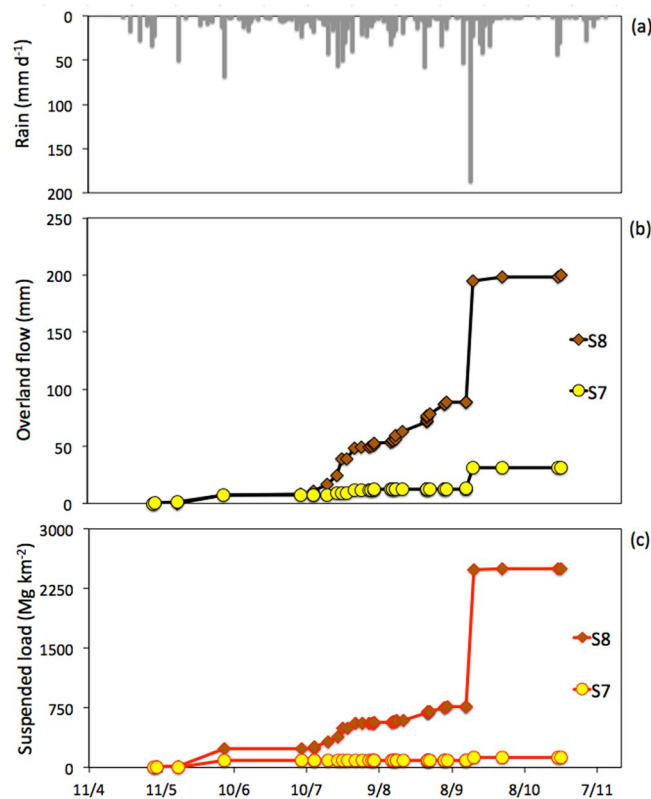 0
50
100
150
200
Rain (mm d-1)
(a)
250
200
150
100
50
0
Overland flow (mm)
(b)
S8
S7
3000
2250
1500
750
0
Suspended load (Mg km-2)
(c)
S8
S7
11/4 11/5 10/6 10/7 9/8 8/9 8/10 7/11